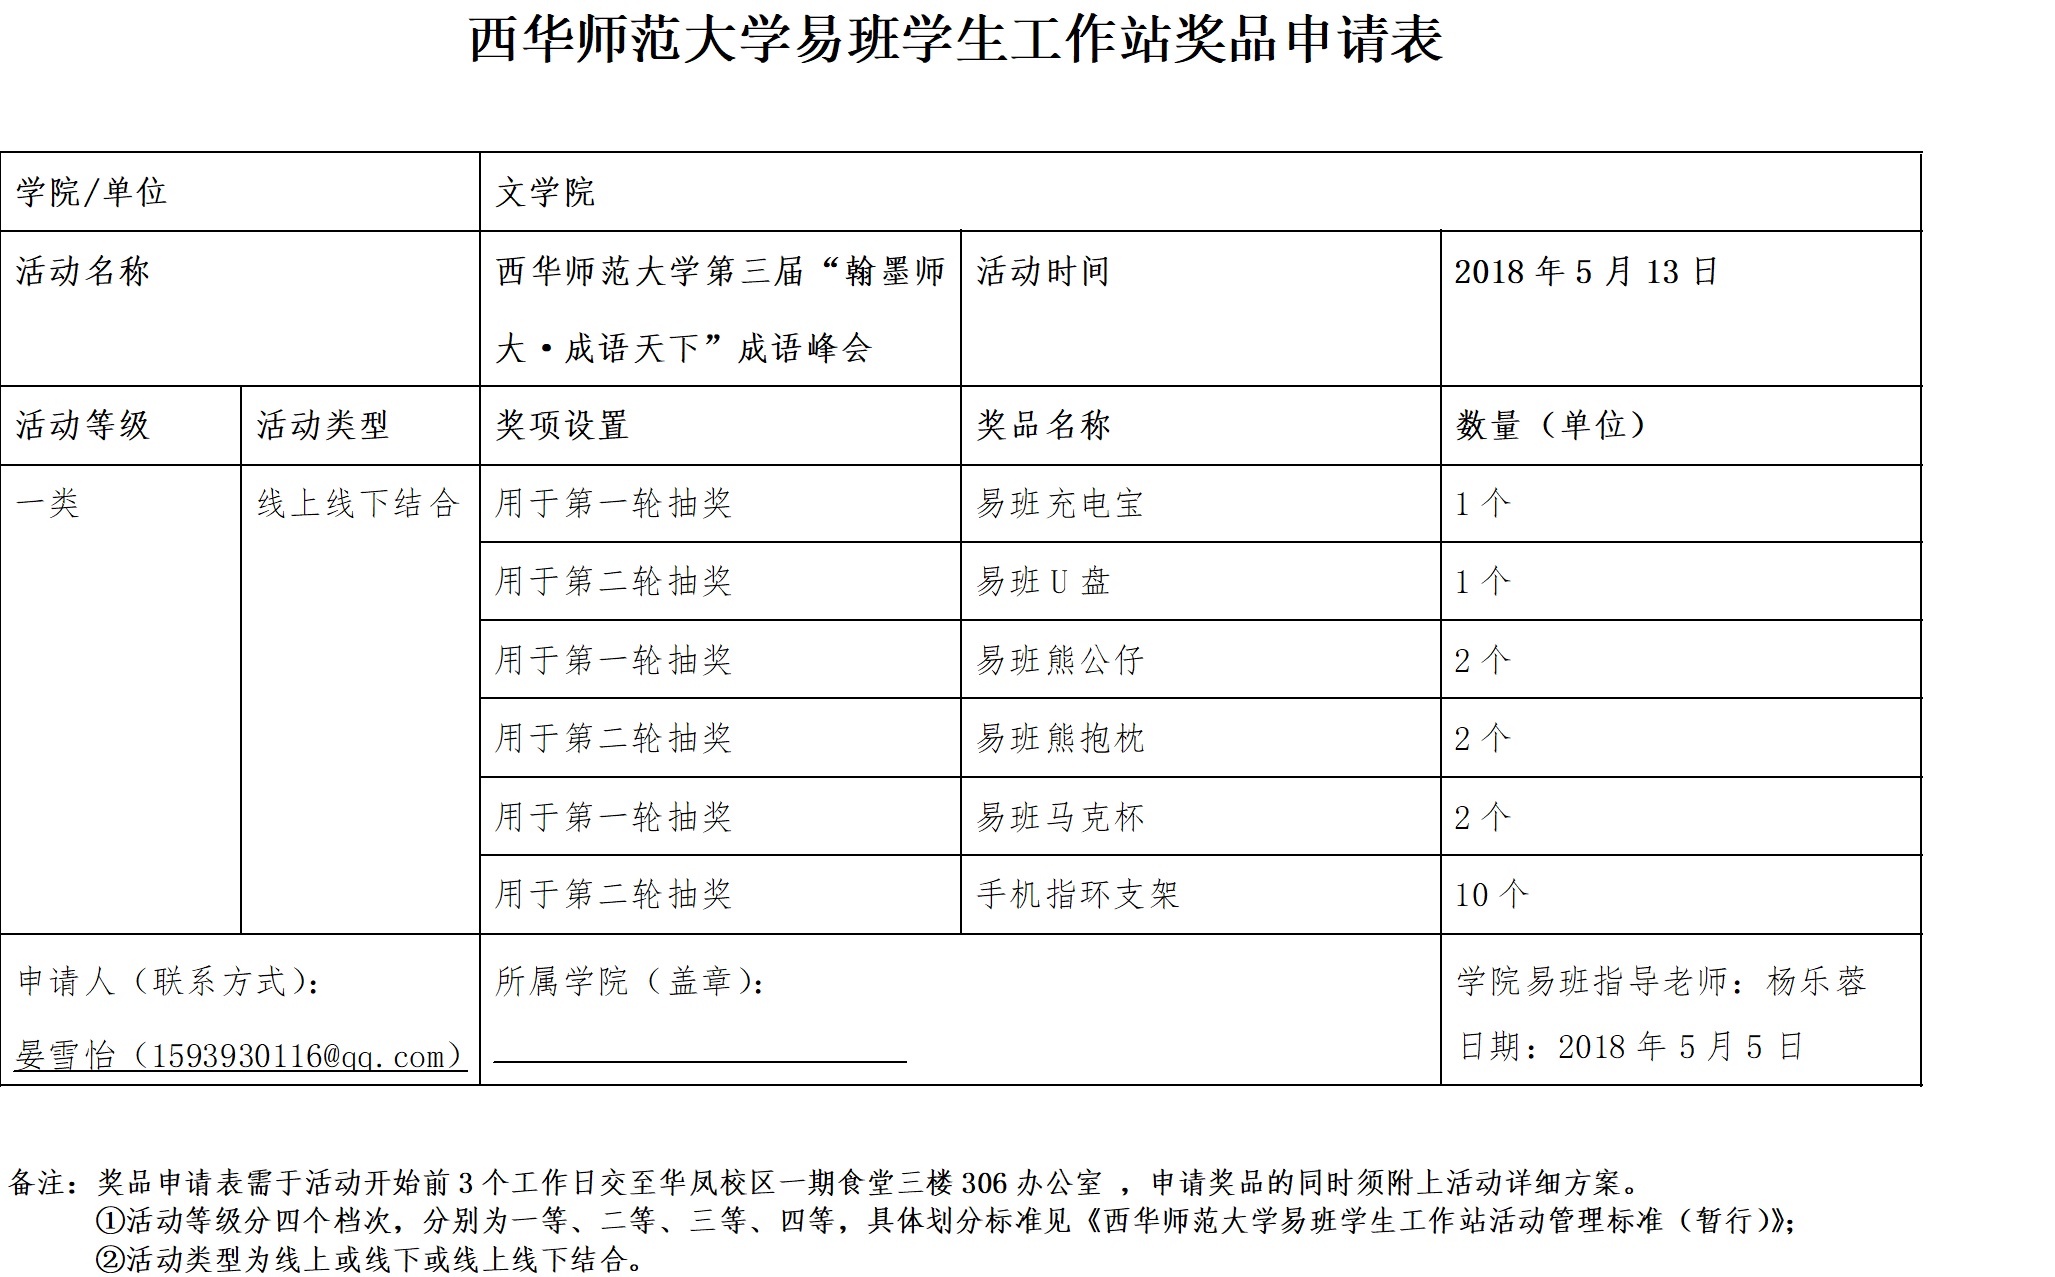 西华师范大学易班学生工作站奖品申请表
学院/单位 文学院
活动名称 西华师范大学第三届“翰墨师 活动时间 2018 年 5 月 13 日
大·成语天下”成语峰会
活动等级 活动类型 奖项设置 奖品名称 数量（单位）
一类 线上线下结合 用于第一轮抽奖 易班充电宝 1 个
用于第二轮抽奖 易班 U 盘 1 个
用于第一轮抽奖 易班熊公仔 2 个
用于第二轮抽奖 易班熊抱枕 2 个
用于第一轮抽奖 易班马克杯 2 个
用于第二轮抽奖 手机指环支架 10 个
申请人（联系方式）： 所属学院（盖章）： 学院易班指导老师：杨乐蓉
晏雪怡（1593930116@qq.com） 日期：2018 年 5 月 5 日
备注：奖品申请表需于活动开始前 3 个工作日交至华凤校区一期食堂三楼 306 办公室 ，申请奖品的同时须附上活动详细方案。
①活动等级分四个档次，分别为一等、二等、三等、四等，具体划分标准见《西华师范大学易班学生工作站活动管理标准（暂行）》；
②活动类型为线上或线下或线上线下结合。